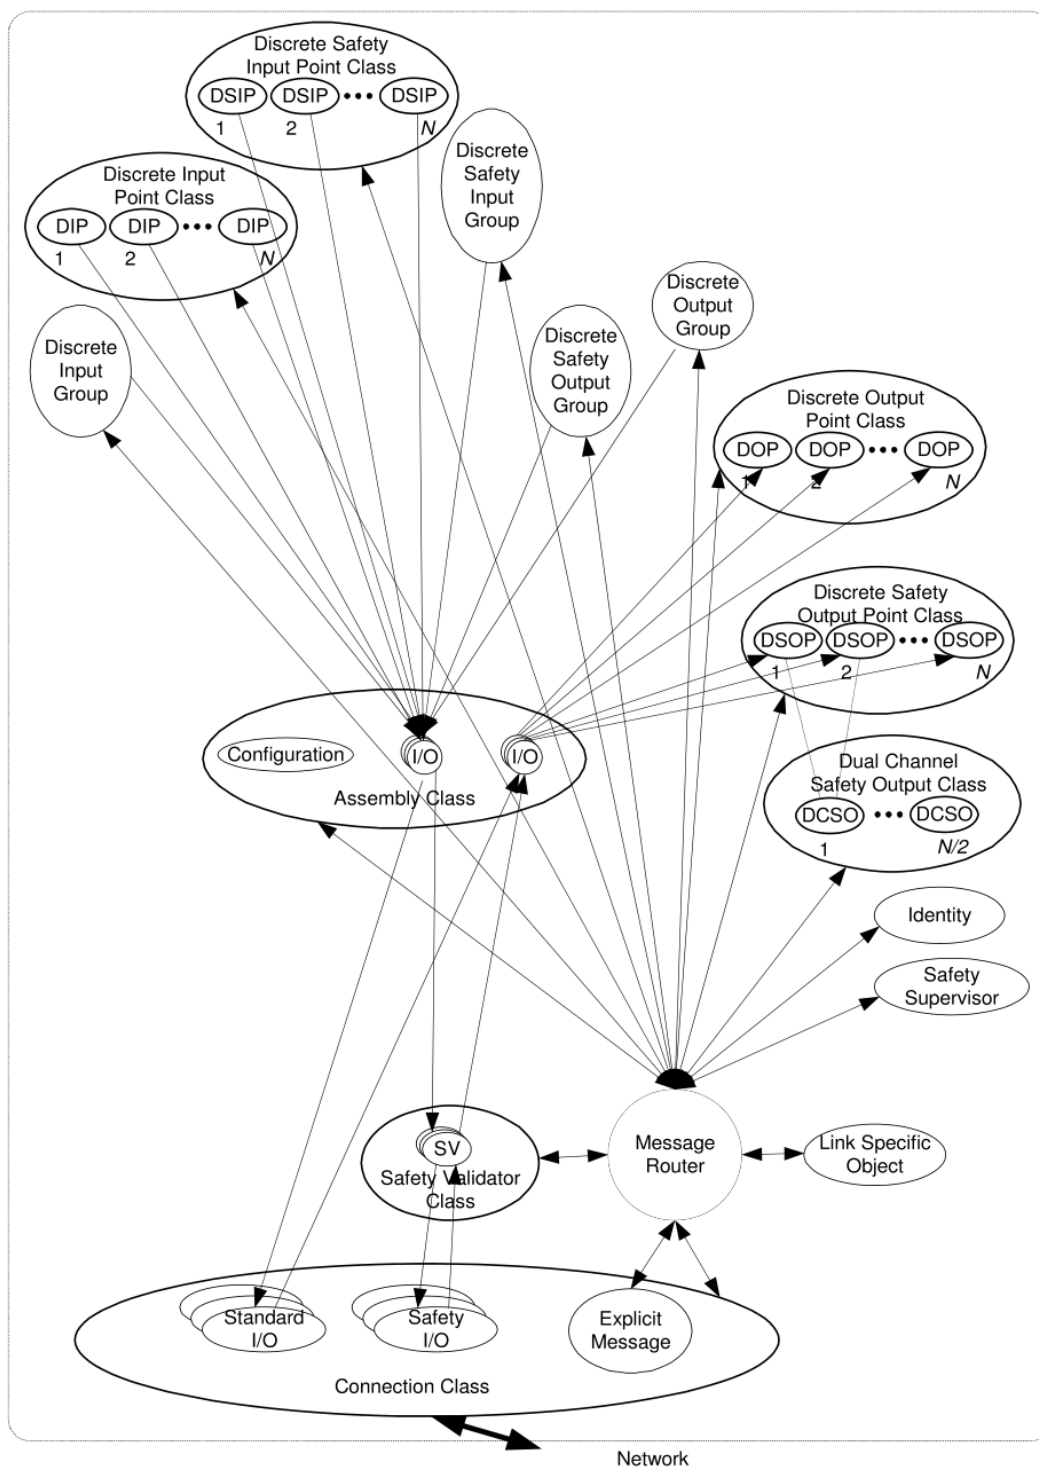 Discrete Safety
Input Point Class
DSIP DSIP ••• DSIP
1 2 N
Discrete Input
Point Class
DIP DIP ••• DIP
1 2 N
Discrete
Safety
Input
Group
Discrete
Input
Group
Discrete
Safety
Output
Group
Discrete
Output
Group
Discrete Output
Point Class
DOP DOP ••• DOP
1 2 N
Discrete Safety
Output Point Class
DSOP DSOP ••• DSOP
1 2 N
Configuration
I/O I/O
Assembly Class
Dual Channel
Safety Output Class
DCSO ••• DCSO
1 N/2
Identity
Safety
Supervisor
Message
Router
Link Specific
Object
SV
Safety Validator
Class
Standard
I/O
Safety
I/O
Explicit
Message
Connection Class
Network